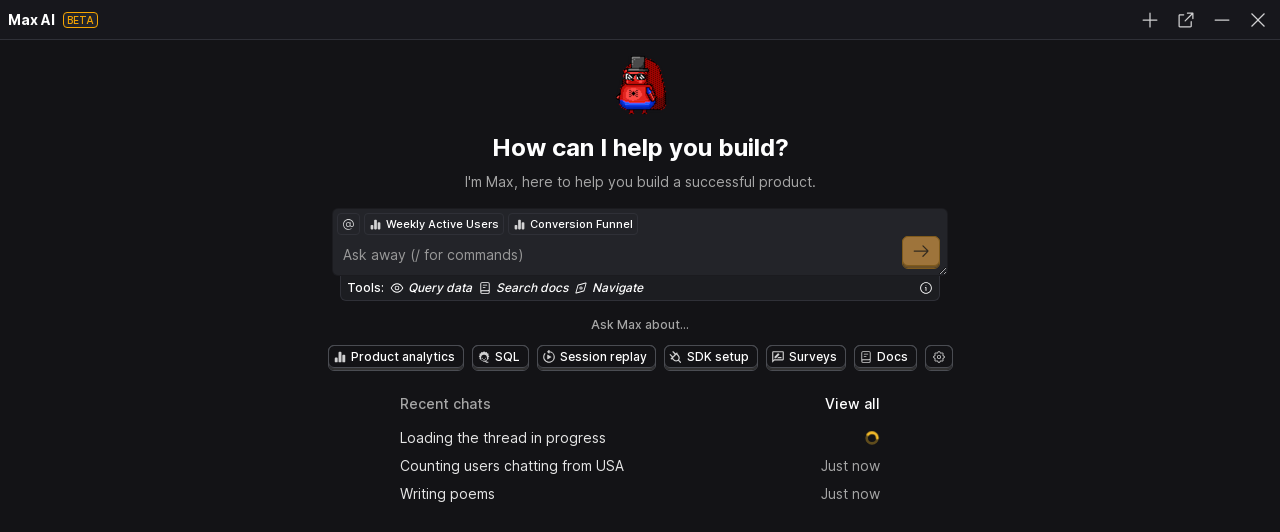 Max AI BETA
How can I help you build?
I'm Max, here to help you build a successful product.
@ Weekly Active Users Conversion Funnel
Ask away (/ for commands)
Tools: Query data Search docs Navigate
Ask Max about...
Product analytics SQL Session replay SDK setup Surveys Docs
Recent chats View all
Loading the thread in progress
Counting users chatting from USA Just now
Writing poems Just now